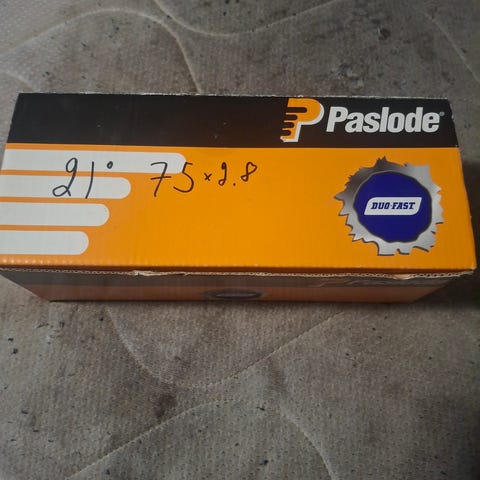 Paslode®
21° 75 × 2.8
DUO-FAST